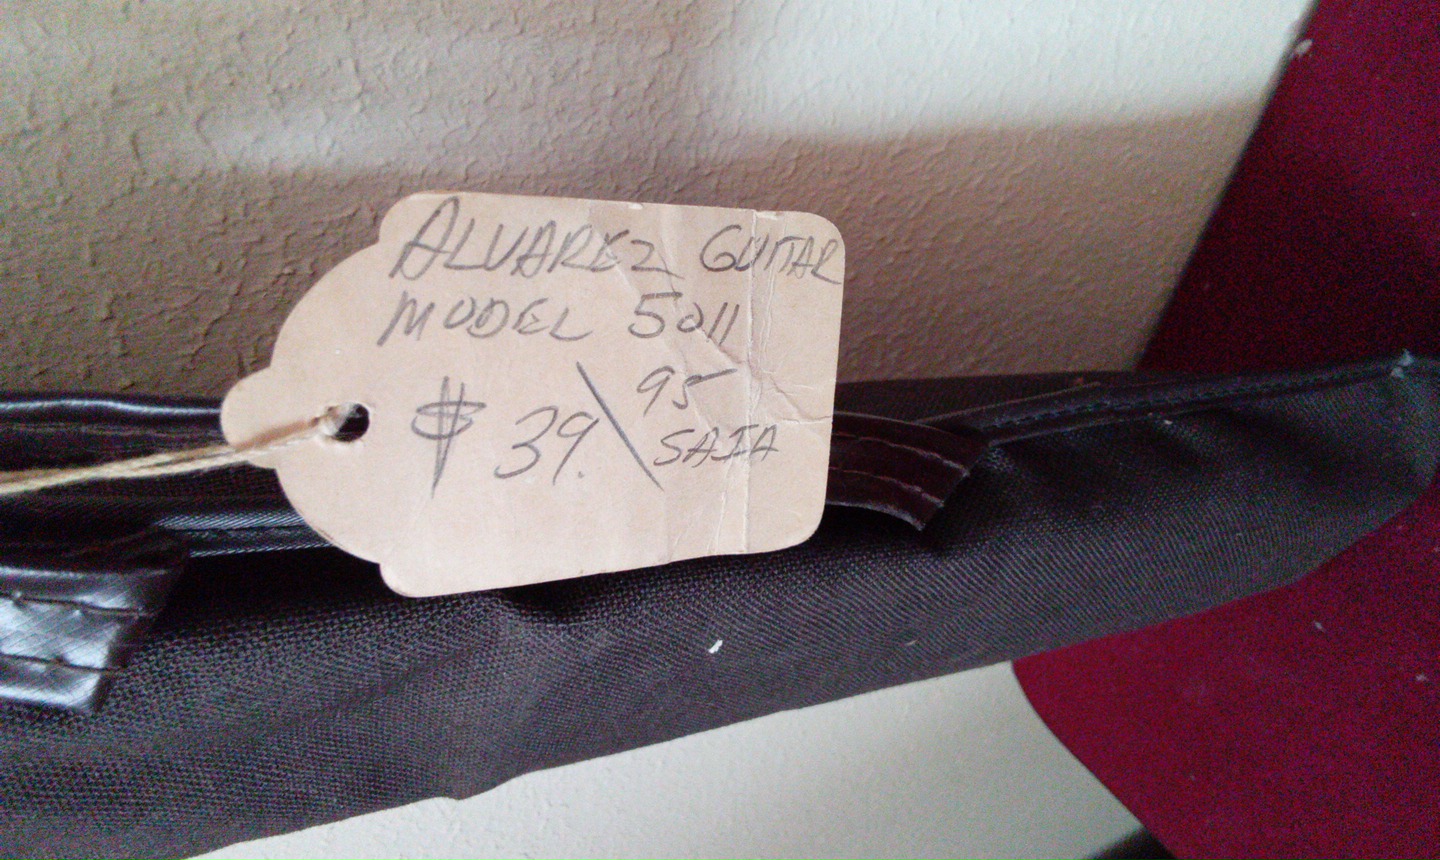 ALVAREZ GUITAR
MODEL 5011
$ 39.\95
SAIA